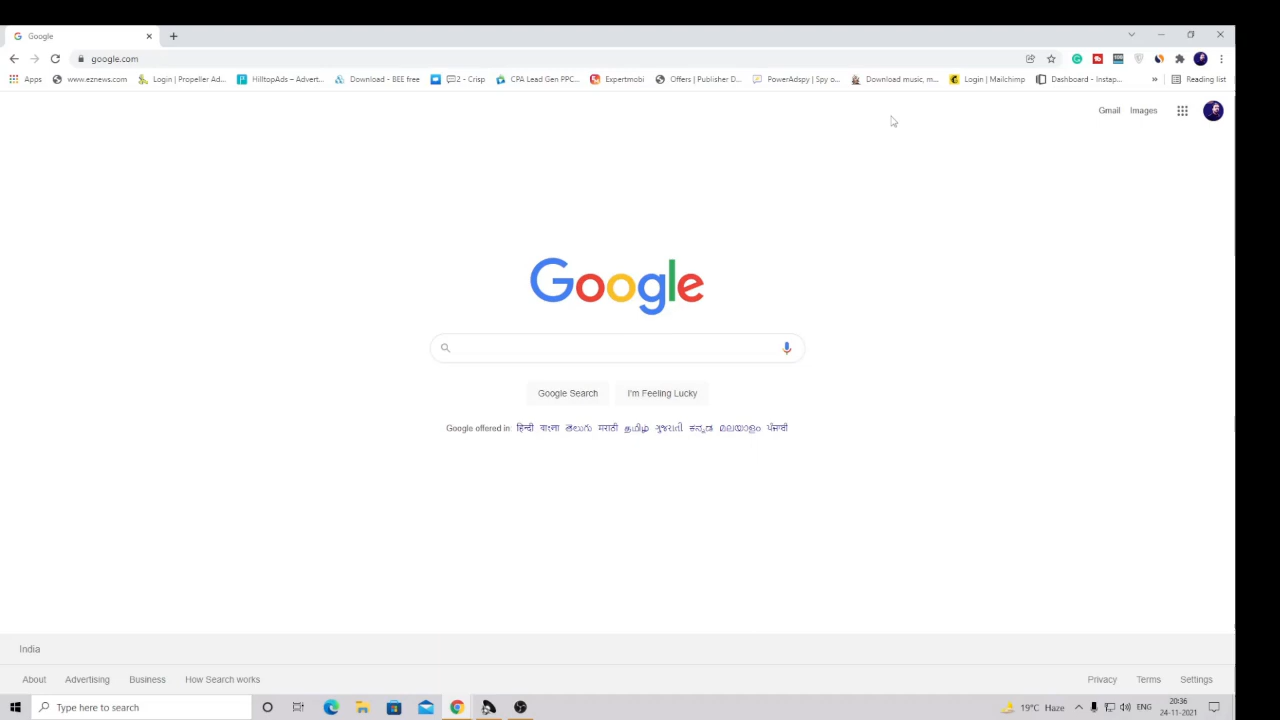 Google
google.com
Apps www.eznews.com Login | Propeller Ad... HilltopAds – Advert... Download - BEE free 2 - Crisp CPA Lead Gen PPC... Expertmobi Offers | Publisher D... PowerAdspy | Spy o... Download music, m... Login | Mailchimp Dashboard - Instap... » Reading list
Gmail Images
Google
Google Search I'm Feeling Lucky
Google offered in: हिन्दी বাংলা తెలుగు मराठी தமிழ் ગુજરાતી ಕನ್ನಡ മലയാളം ਪੰਜਾਬੀ
India
About Advertising Business How Search works Privacy Terms Settings
Type here to search 19°C Haze ENG 20:36
24-11-2021